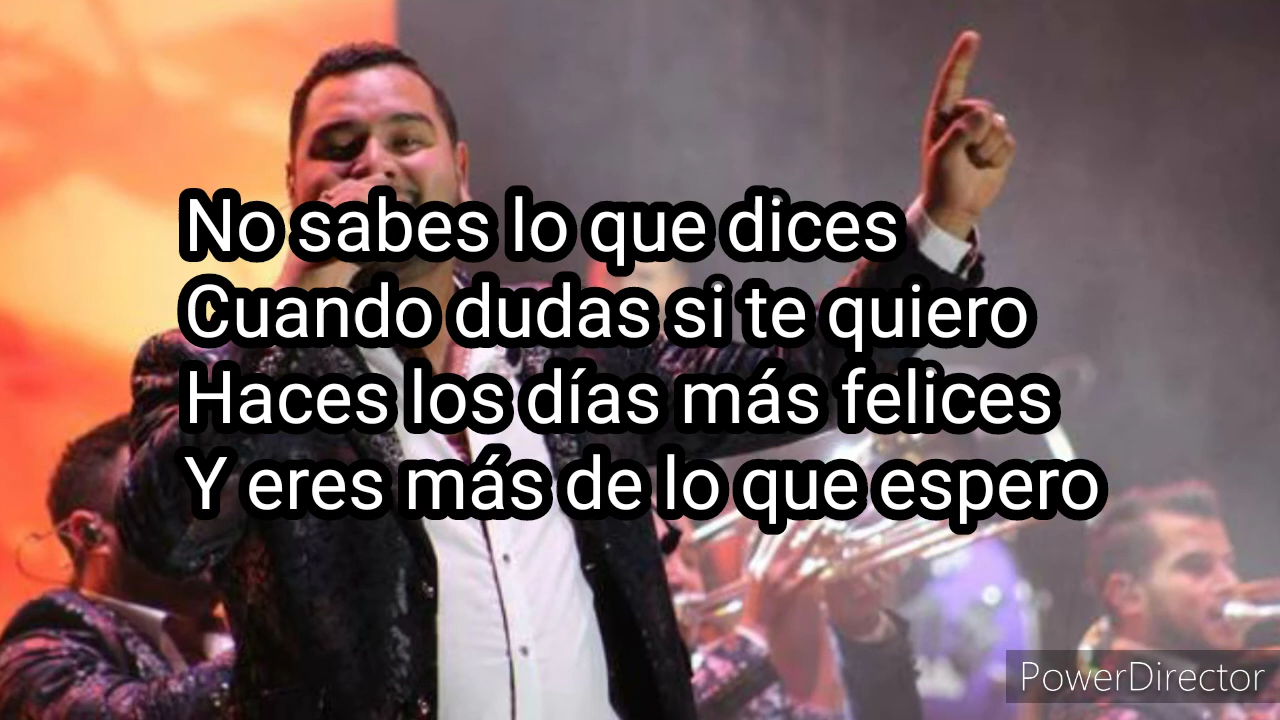 No sabes lo que dices
Cuando dudas si te quiero
Haces los días más felices
Y eres más de lo que espero
PowerDirector